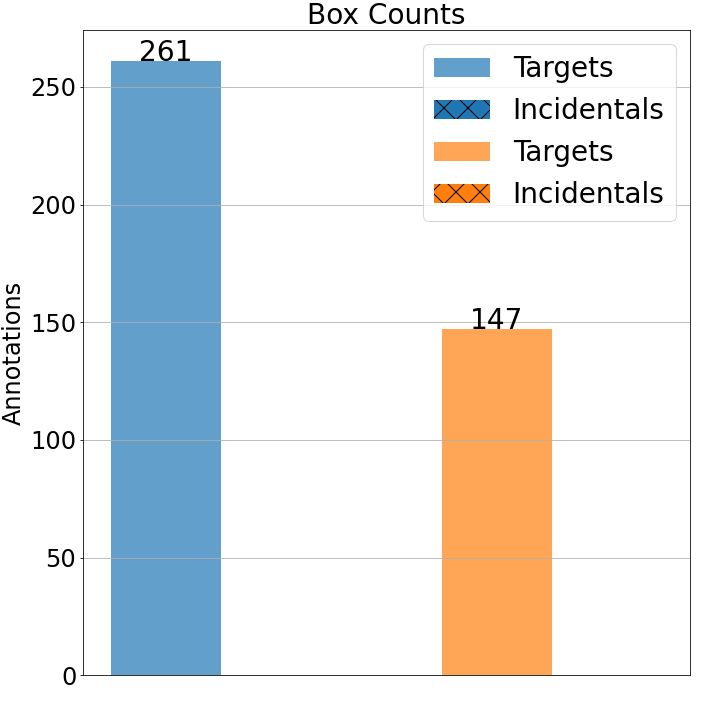 Box Counts
261
Targets
Incidentals
Targets
Incidentals
147
Annotations
250
200
150
100
50
0